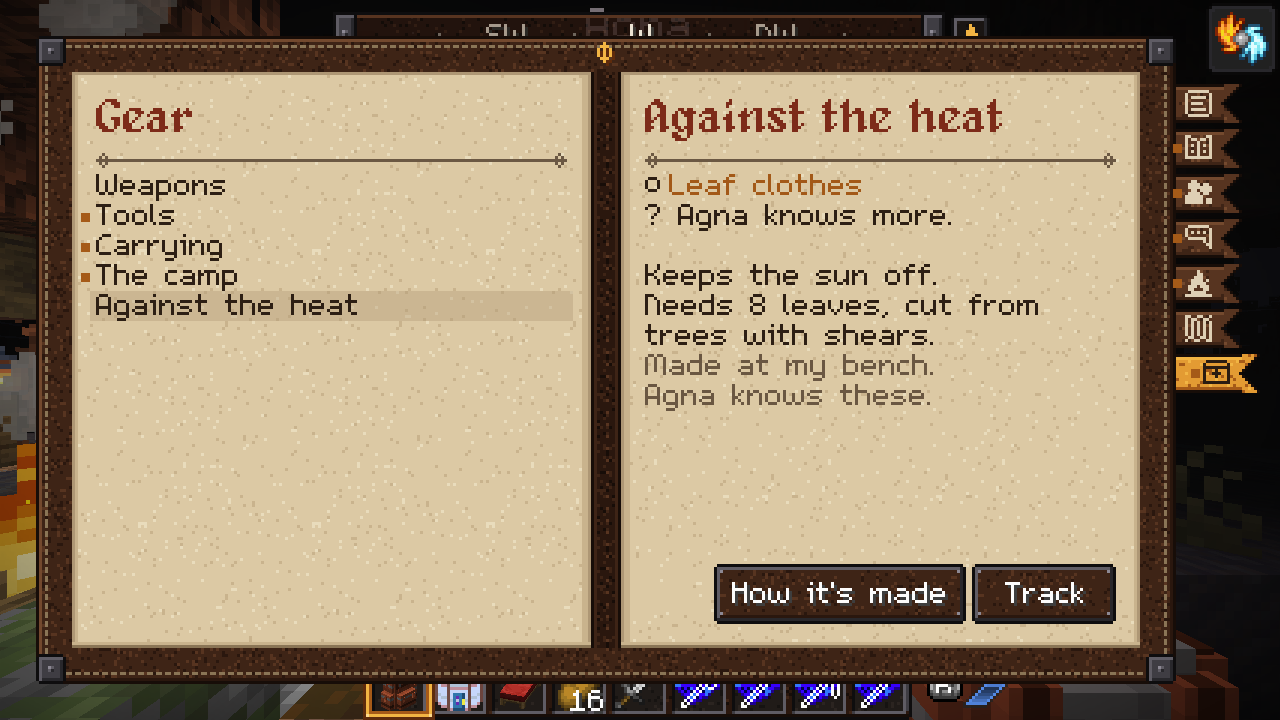 Gear
Weapons
Tools
Carrying
The camp
Against the heat
Against the heat
Leaf clothes
? Agna knows more.
Keeps the sun off.
Needs 8 leaves, cut from
trees with shears.
Made at my bench.
Agna knows these.
How it's made
Track
16